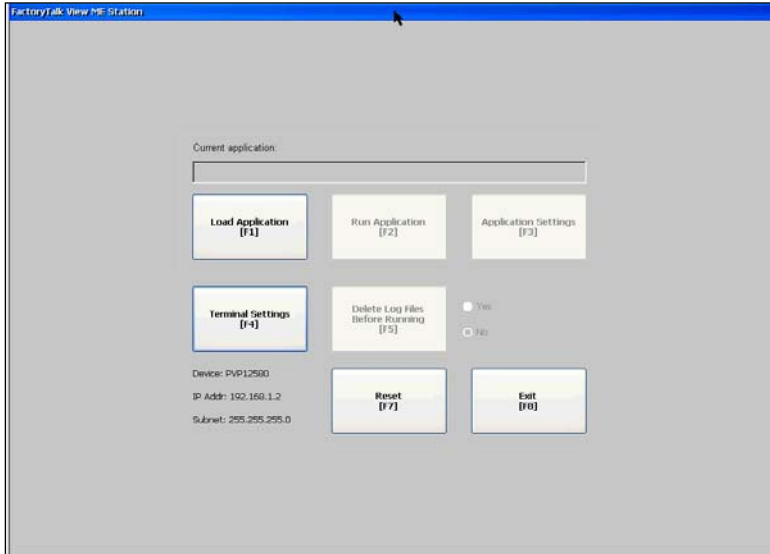 FactoryTalk View ME Station
Current application:
Load Application
[F1]
Run Application
[F2]
Application Settings
[F3]
Terminal Settings
[F4]
Delete Log Files
Before Running
[F5]
Yes
No
Device: PVP12580
IP Addr: 192.168.1.2
Subnet: 255.255.255.0
Reset
[F7]
Exit
[F8]